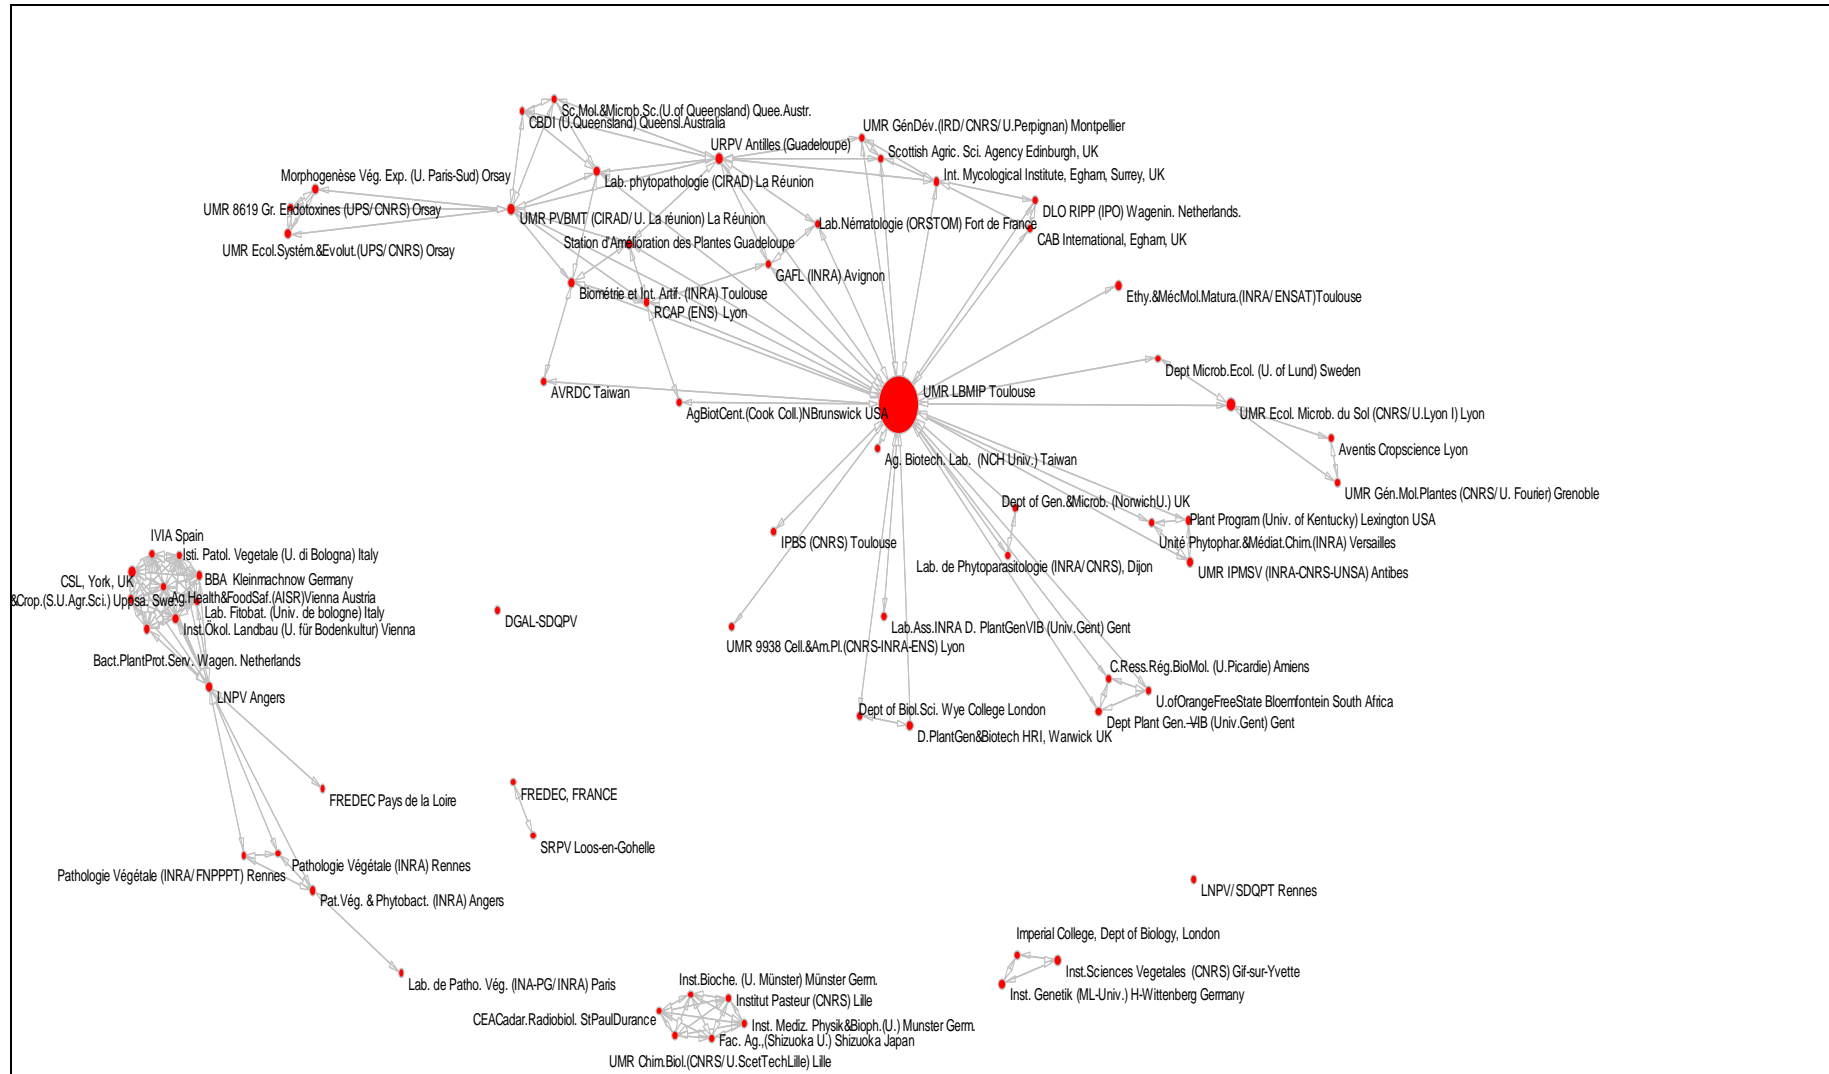 Sc.Mol.&Microb.Sc.(U.of Queensland) Quee.Austr.
CBDI (U.Queensland) Queensl.Australia
UMR GénDév.(IRD/CNRS/U.Perpignan) Montpellier
URPV Antilles (Guadeloupe)
Scottish Agric. Sci. Agency Edinburgh, UK
Morphogenèse Vég. Exp. (U. Paris-Sud) Orsay
Lab. phytopathologie (CIRAD) La Réunion
Int. Mycological Institute, Egham, Surrey, UK
UMR 8619 Gr. Endotoxines (UPS/CNRS) Orsay
UMR PVBMT (CIRAD/U. La réunion) La Réunion
DLO RIPP (IPO) Wagenin. Netherlands.
Lab.Nématologie (ORSTOM) Fort de France
CAB International, Egham, UK
UMR Ecol.Systém.&Evolut.(UPS/CNRS) Orsay
Station d'Amélioration des Plantes Guadeloupe
GAFL (INRA) Avignon
Biométrie et Int. Artif. (INRA) Toulouse
Ethy.&MécMol.Matura.(INRA/ENSAT)Toulouse
RCAP (ENS) Lyon
Dept Microb.Ecol. (U. of Lund) Sweden
AVRDC Taiwan
UMR LBMIP Toulouse
AgBiotCent.(Cook Coll.)NBrunswick USA
UMR Ecol. Microb. du Sol (CNRS/U.Lyon I) Lyon
Aventis Cropscience Lyon
Ag. Biotech. Lab. (NCH Univ.) Taiwan
UMR Gén.Mol.Plantes (CNRS/U. Fourier) Grenoble
Dept of Gen.&Microb. (NorwichU.) UK
Plant Program (Univ. of Kentucky) Lexington USA
IVIA Spain
IPBS (CNRS) Toulouse
Unité Phytophar.&Médiat.Chim.(INRA) Versailles
Isti. Patol. Vegetale (U. di Bologna) Italy
Lab. de Phytoparasitologie (INRA/CNRS), Dijon
UMR IPMSV (INRA-CNRS-UNSA) Antibes
CSL, York, UK
BBA Kleinmachnow Germany
&Crop.(S.U.Agr.Sci.) Uppsa. Swe.
Ag.Health&FoodSaf.(AISR)Vienna Austria
Lab. Fitobat. (Univ. de bologne) Italy
DGAL-SDQPV
Inst.Ökol. Landbau (U. für Bodenkultur) Vienna
Lab.Ass.INRA D. PlantGenVIB (Univ.Gent) Gent
UMR 9938 Cell.&Am.Pl.(CNRS-INRA-ENS) Lyon
Bact.PlantProt.Serv. Wagen. Netherlands
C.Ress.Rég.BioMol. (U.Picardie) Amiens
LNPV Angers
U.ofOrangeFreeState Bloemfontein South Africa
Dept of Biol.Sci. Wye College London
Dept Plant Gen.-VIB (Univ.Gent) Gent
D.PlantGen&Biotech HRI, Warwick UK
FREDEC Pays de la Loire
FREDEC, FRANCE
SRPV Loos-en-Gohelle
Pathologie Végétale (INRA) Rennes
Pathologie Végétale (INRA/FNPPPT) Rennes
LNPV/SDQPT Rennes
Pat.Vég. & Phytobact. (INRA) Angers
Imperial College, Dept of Biology, London
Inst.Sciences Vegetales (CNRS) Gif-sur-Yvette
Lab. de Patho. Vég. (INA-PG/INRA) Paris
Inst.Bioche. (U. Münster) Münster Germ.
Inst. Genetik (ML-Univ.) H-Wittenberg Germany
Institut Pasteur (CNRS) Lille
CEACadar.Radiobiol. StPaulDurance
Inst. Mediz. Physik&Bioph.(U.) Munster Germ.
Fac. Ag.,(Shizuoka U.) Shizuoka Japan
UMR Chim.Biol.(CNRS/U.ScetTechLille) Lille